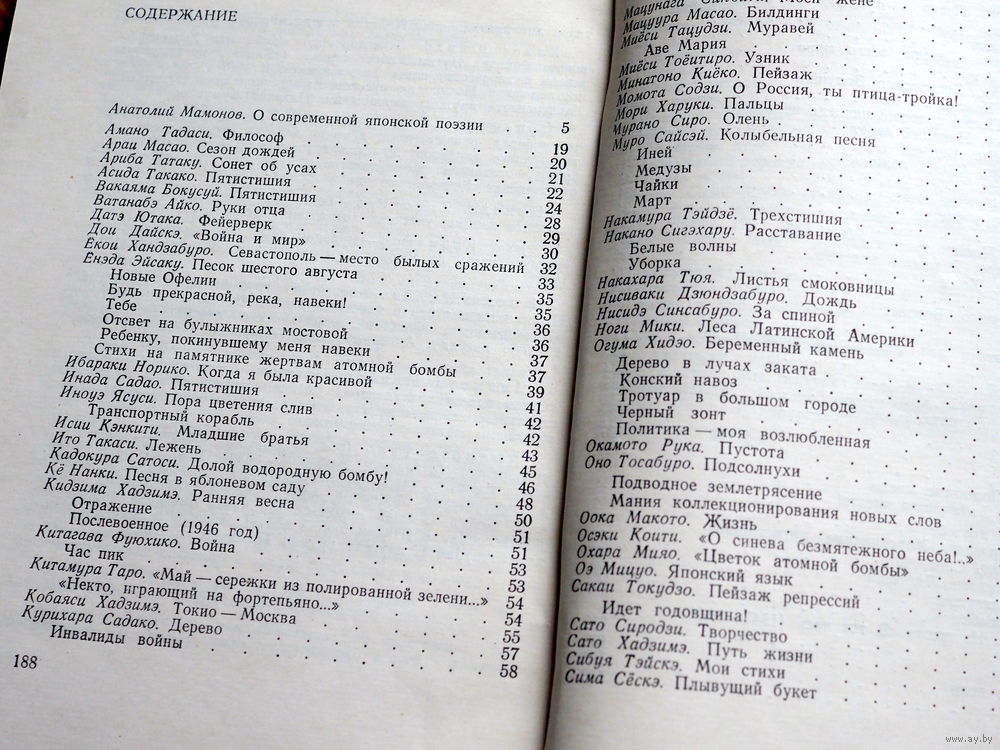 СОДЕРЖАНИЕ
Анатолий Мамонов. О современной японской поэзии . . 5
Амано Тадаси. Философ . . . 19
Араи Масао. Сезон дождей . . . 20
Ариба Татаку. Сонет об усах . . . 21
Асида Такако. Пятистишия . . . 22
Вакаяма Бокусуй. Пятистишия . . . 24
Ватанабэ Айко. Руки отца . . . 28
Датэ Ютака. Фейерверк . . . 29
Дои Дайскэ. «Война и мир» . . . 30
Ёкои Хандзабуро. Севастополь — место былых сражений 32
Ёнэда Эйсаку. Песок шестого августа . . . 33
Новые Офелии . . . 35
Будь прекрасной, река, навеки! . . . 35
Тебе . . . 36
Отсвет на булыжниках мостовой . . . 36
Ребенку, покинувшему меня навеки . . . 37
Стихи на памятнике жертвам атомной бомбы . . . 37
Ибараки Норико. Когда я была красивой . . . 39
Инада Садао. Пятистишия . . . 41
Иноуэ Ясуси. Пора цветения слив . . . 42
Транспортный корабль . . . 42
Исии Кэнкити. Младшие братья . . . 43
Ито Такаси. Лежень . . . 45
Кадокура Сатоси. Долой водородную бомбу! . . . 46
Кё Нанки. Песня в яблоневом саду . . . 48
Кидзима Хадзимэ. Ранняя весна . . . 50
Отражение . . . 51
Послевоенное (1946 год) . . . 51
Китагава Фуюхико. Война . . . 53
Час пик . . . 53
Китамура Таро. «Май — сережки из полированной зелени...» 54
«Некто, играющий на фортепьяно...» . . . 54
Кобаяси Хадзимэ. Токио — Москва . . . 55
Курихара Садако. Дерево . . . 57
Инвалиды войны . . . 58
188
Мацуура Масао. Билдинги
Миёси Тацудзи. Муравей
Аве Мария
Миёси Тоёитиро. Узник
Минатоно Киёко. Пейзаж
Момота Содзи. О Россия, ты птица-тройка!
Мори Харуки. Пальцы
Мурано Сиро. Олень
Муро Сайсэй. Колыбельная песня
Иней
Медузы
Чайки
Март
Накамура Тэйдзё. Трехстишия
Накано Сигэхару. Расставание
Белые волны
Уборка
Накахара Тюя. Листья смоковницы
Нисиваки Дзюндзабуро. Дождь
Нисидэ Синсабуро. За спиной
Ноги Мики. Леса Латинской Америки
Огума Хидэо. Беременный камень
Дерево в лучах заката
Конский навоз
Тротуар в большом городе
Черный зонт
Политика — моя возлюбленная
Окамото Рука. Пустота
Оно Тосабуро. Подсолнухи
Подводное землетрясение
Мания коллекционирования новых слов
Оока Макото. Жизнь
Осэки Коити. «О синева безмятежного неба!..»
Охара Мияо. «Цветок атомной бомбы»
Оэ Мицуо. Японский язык
Сакаи Токудзо. Пейзаж репрессий
Идет годовщина!
Сато Сиродзи. Творчество
Сато Хадзимэ. Путь жизни
Сибуя Тэйскэ. Мои стихи
Сима Сёскэ. Плывущий букет
www.ay.by